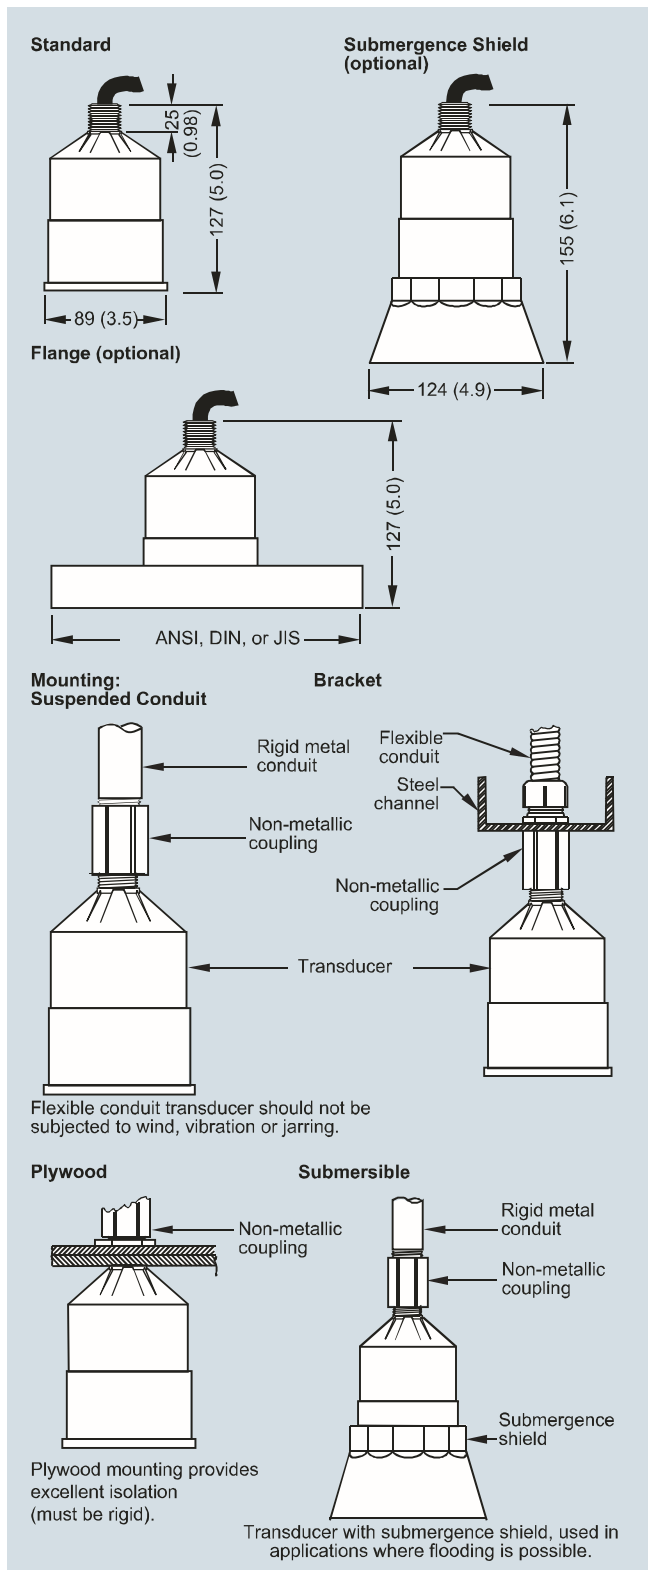 Standard
25
(0.98)
127 (5.0)
89 (3.5)
Submergence Shield
(optional)
155 (6.1)
124 (4.9)
Flange (optional)
127 (5.0)
ANSI, DIN, or JIS
Mounting:
Suspended Conduit
Rigid metal
conduit
Non-metallic
coupling
Transducer
Bracket
Flexible
conduit
Steel
channel
Non-metallic
coupling
Flexible conduit transducer should not be
subjected to wind, vibration or jarring.
Plywood
Non-metallic
coupling
Plywood mounting provides
excellent isolation
(must be rigid).
Submersible
Rigid metal
conduit
Non-metallic
coupling
Submergence
shield
Transducer with submergence shield, used in
applications where flooding is possible.